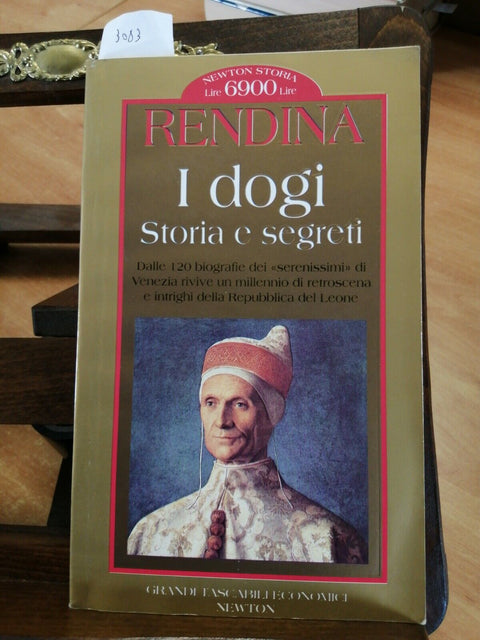 3083
NEWTON STORIA
Lire 6900 Lire
RENDINA
I dogi
Storia e segreti
Dalle 120 biografie dei «serenissimi» di
Venezia rivive un millennio di retroscena
e intrighi della Repubblica del Leone
GRANDI TASCABILI ECONOMICI
NEWTON